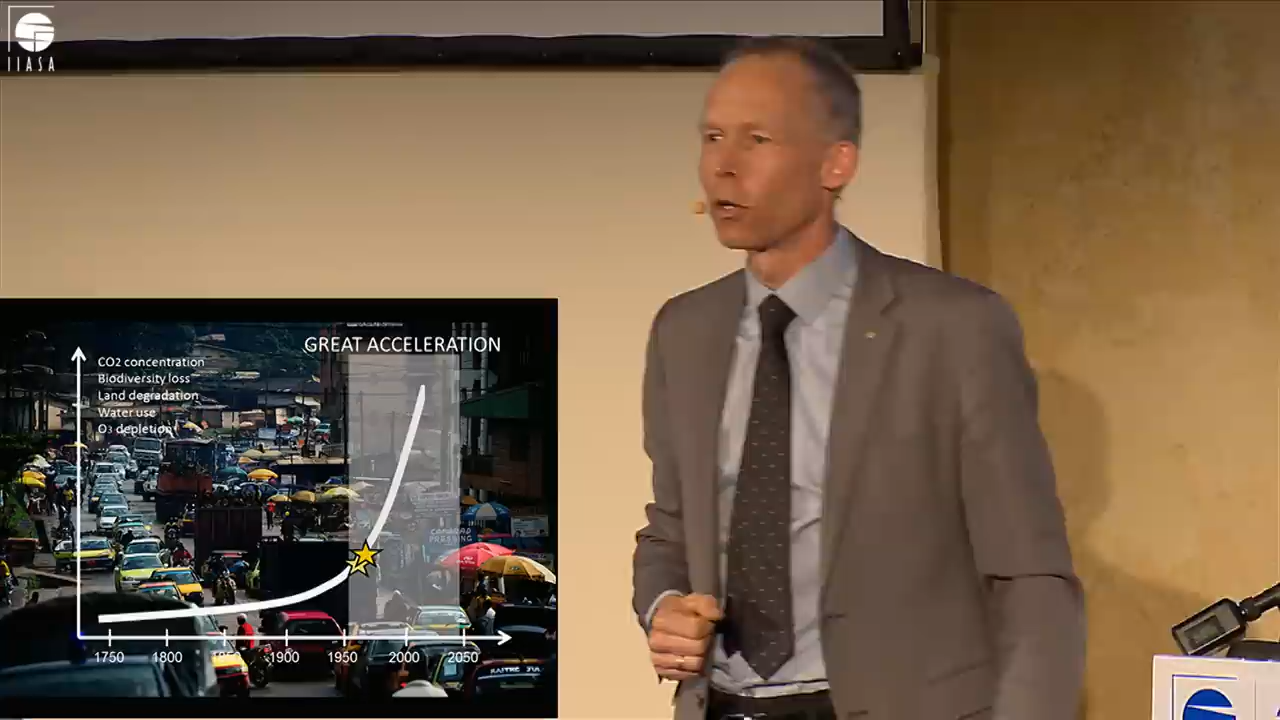 IIASA
GREAT ACCELERATION
CO2 concentration
Biodiversity loss
Land degradation
Water use
O3 depletion
1750 1800 1850 1900 1950 2000 2050